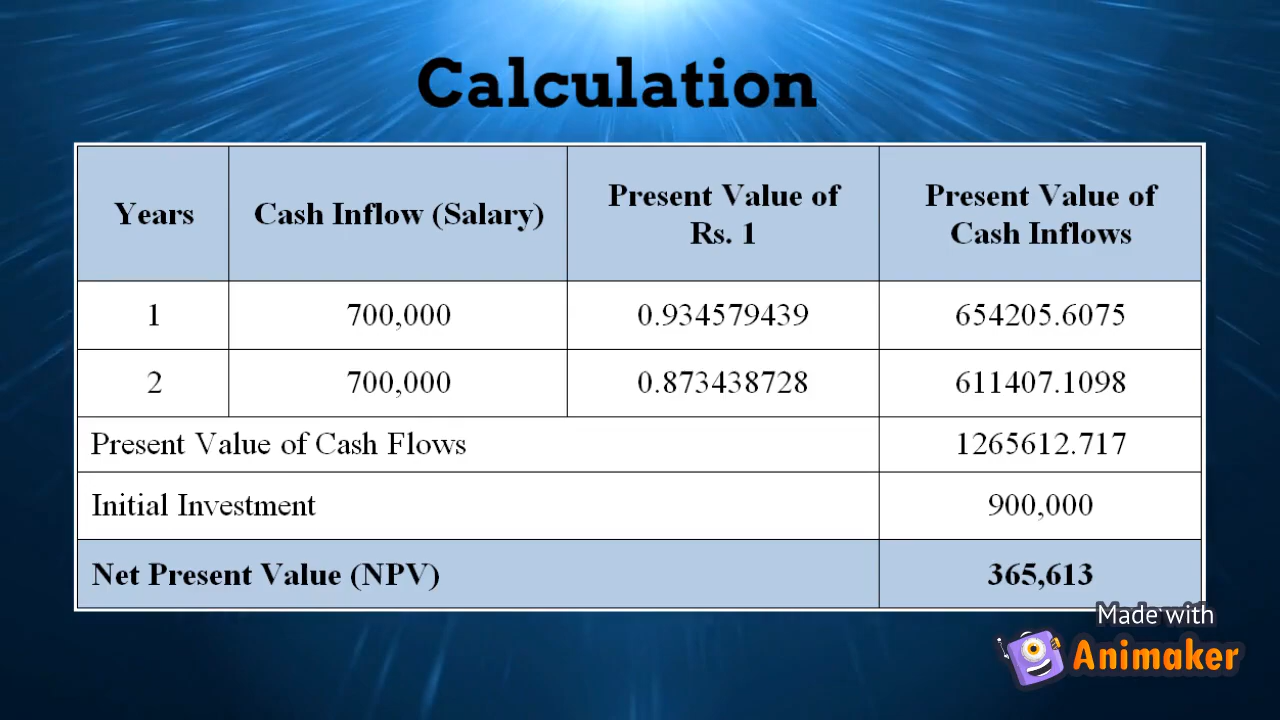 Calculation
Years
Cash Inflow (Salary)
Present Value of
Rs. 1
Present Value of
Cash Inflows
1
700,000
0.934579439
654205.6075
2
700,000
0.873438728
611407.1098
Present Value of Cash Flows
1265612.717
Initial Investment
900,000
Net Present Value (NPV)
365,613
Made with
Animaker